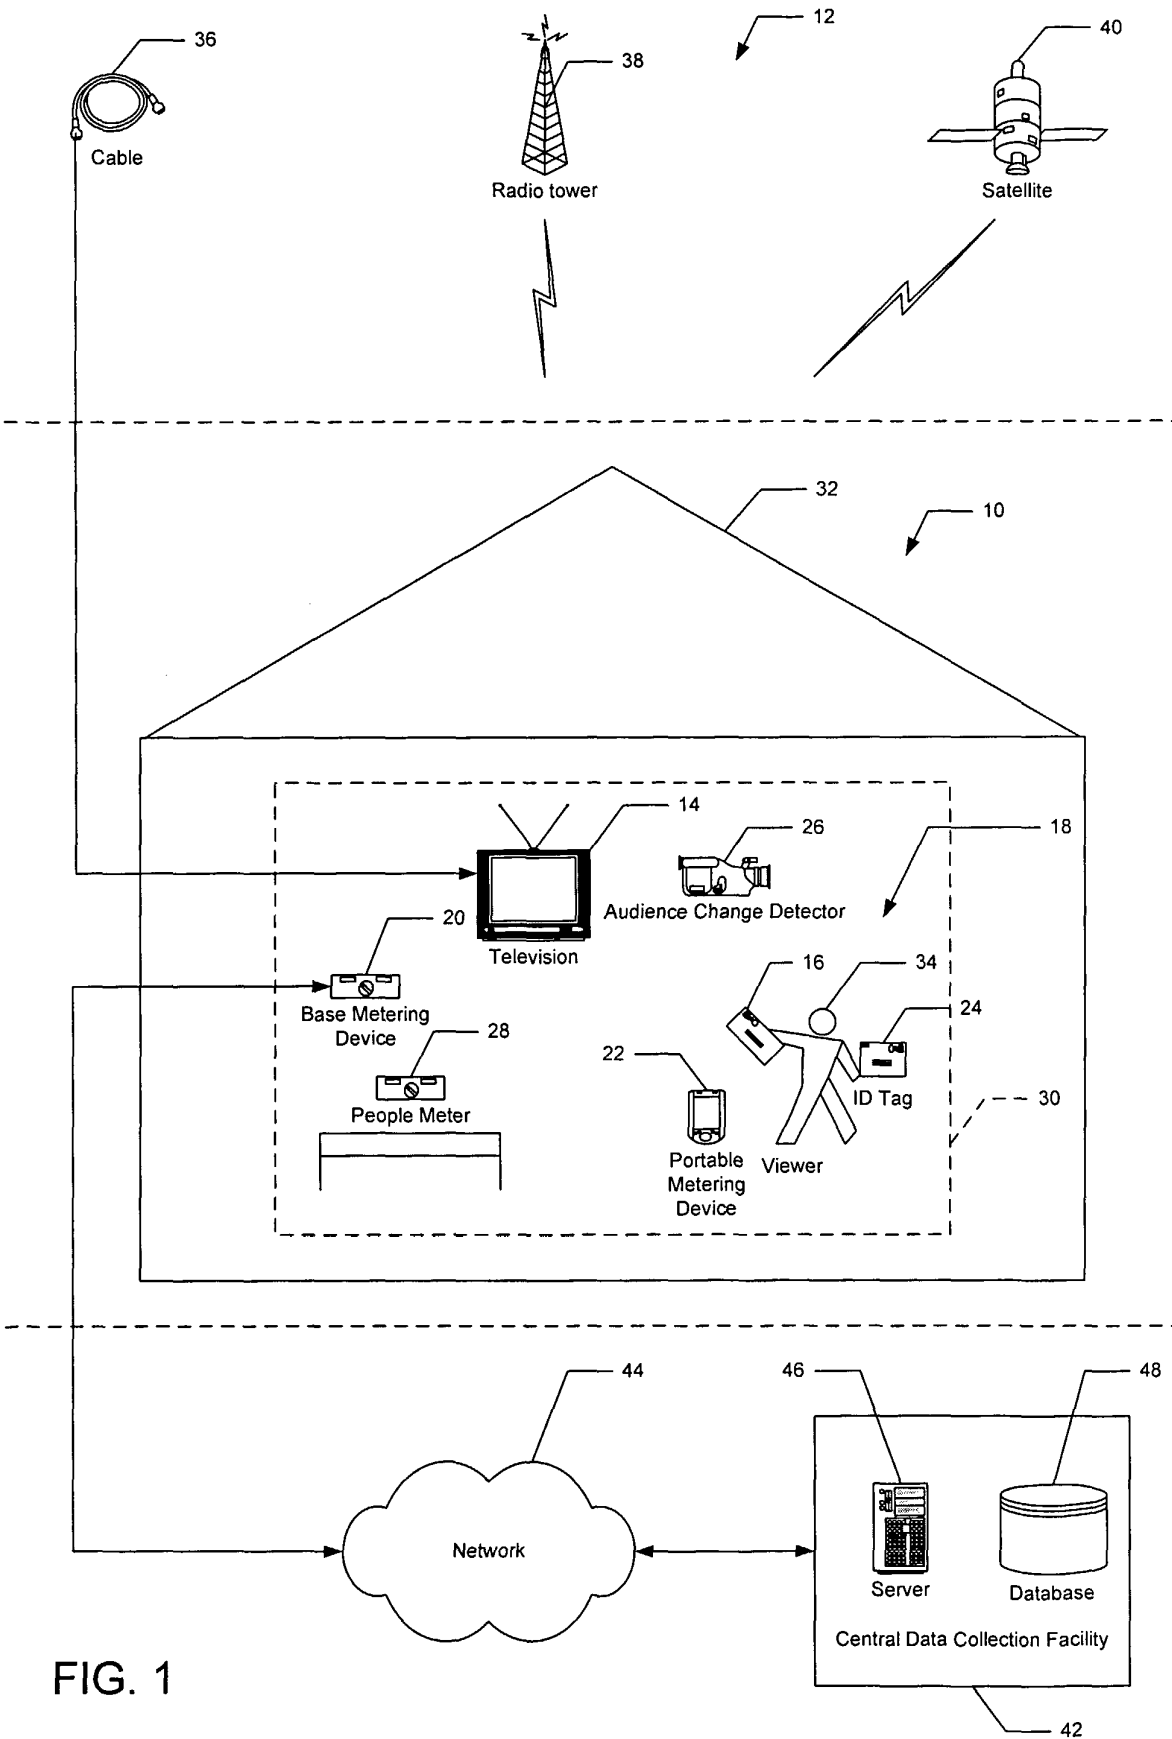 36
12
40
38
Cable
Radio tower
Satellite
32
10
14
26
18
Audience Change Detector
20
Television
16
34
24
Base Metering
Device
28
22
ID Tag
30
People Meter
Portable
Metering
Device
Viewer
44
46
48
Network
Server
Database
Central Data Collection Facility
FIG. 1
42